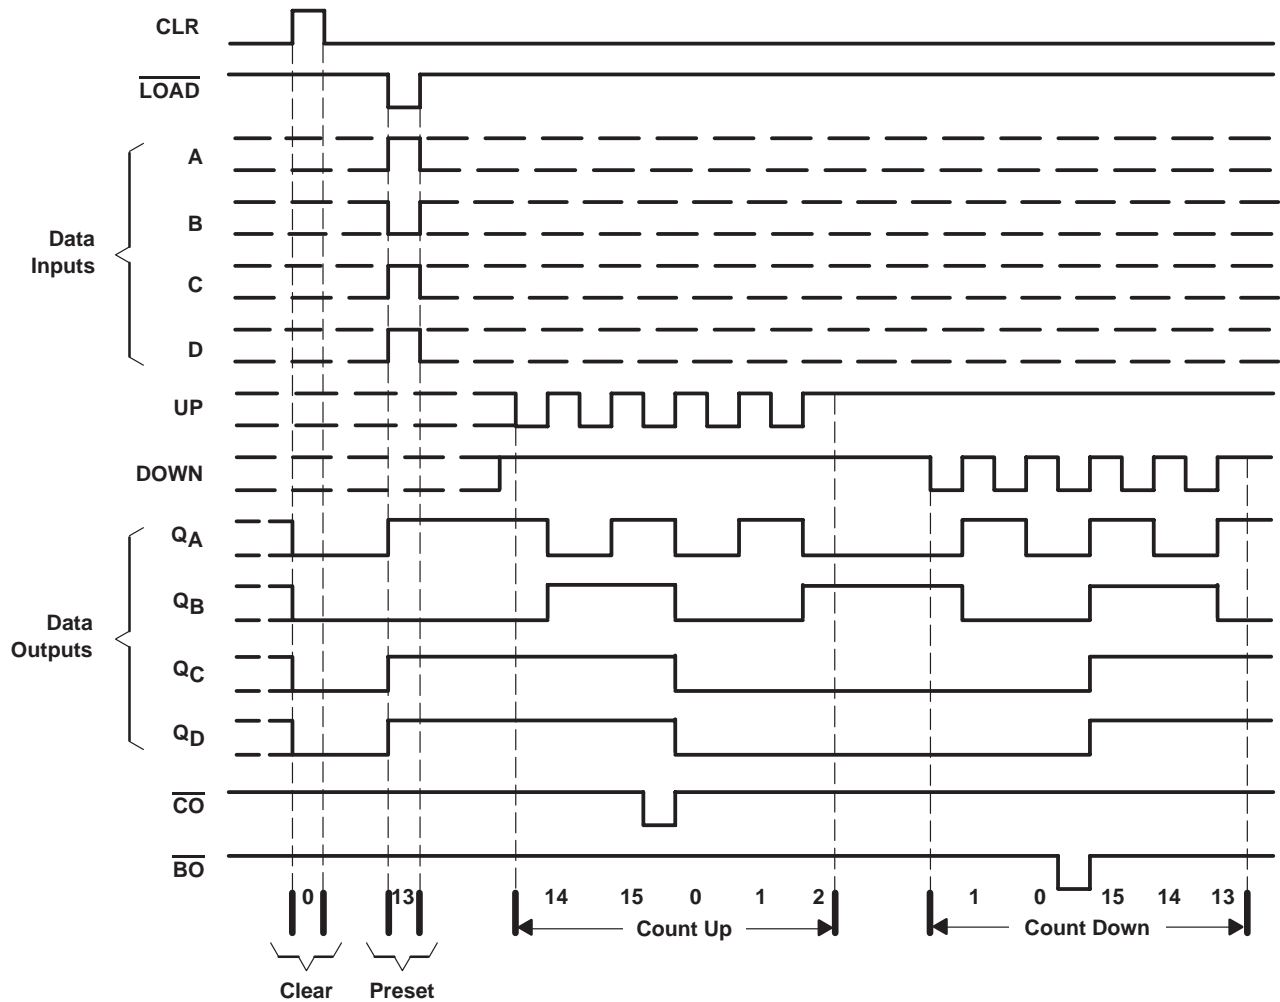 CLR
LOAD
A
B
Data
Inputs
C
D
UP
DOWN
QA
QB
Data
Outputs
QC
QD
CO
BO
0 13 14 15 0 1 2 1 0 15 14 13
Count Up Count Down
Clear Preset